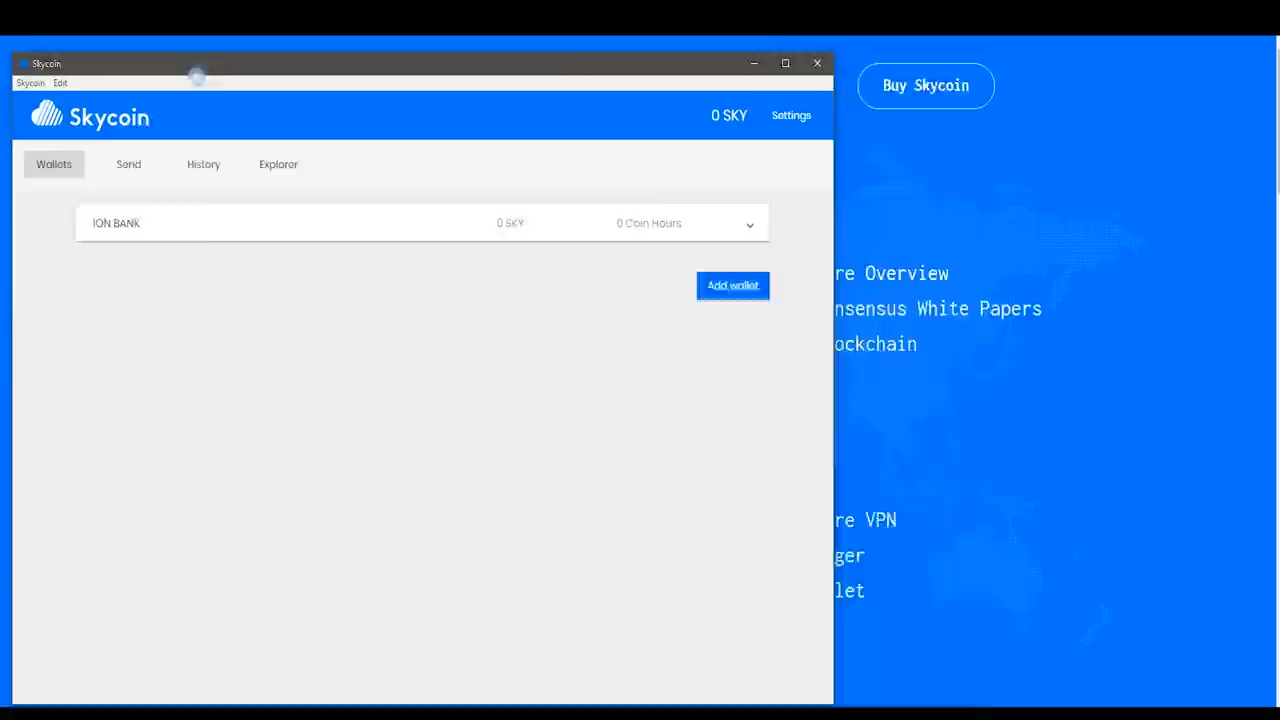 Skycoin
Skycoin Edit
Skycoin
0 SKY
Settings
Wallets
Send
History
Explorer
ION BANK
0 SKY
0 Coin Hours
Add wallet
Buy Skycoin
re Overview
nsensus White Papers
ockchain
re VPN
ger
let